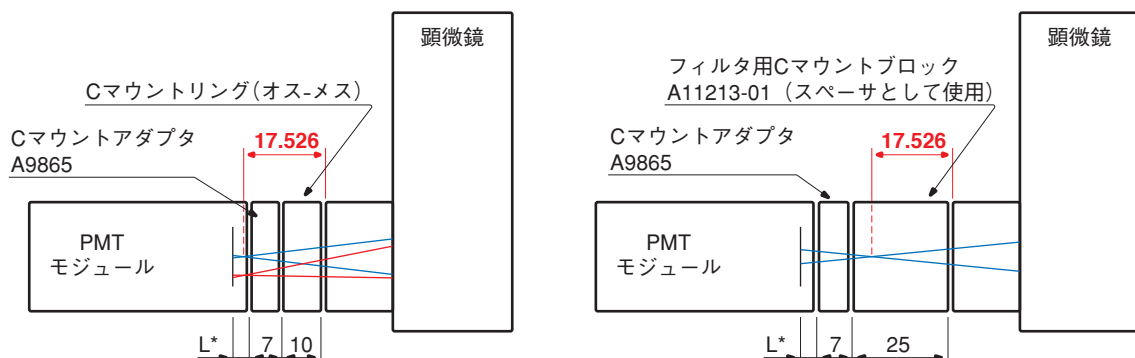 顕微鏡
Cマウントリング(オス-メス)
Cマウントアダプタ
A9865
17.526
PMT
モジュール
L*
7
10
顕微鏡
フィルタ用Cマウントブロック
A11213-01(スペーサとして使用)
Cマウントアダプタ
A9865
17.526
PMT
モジュール
L*
7
25